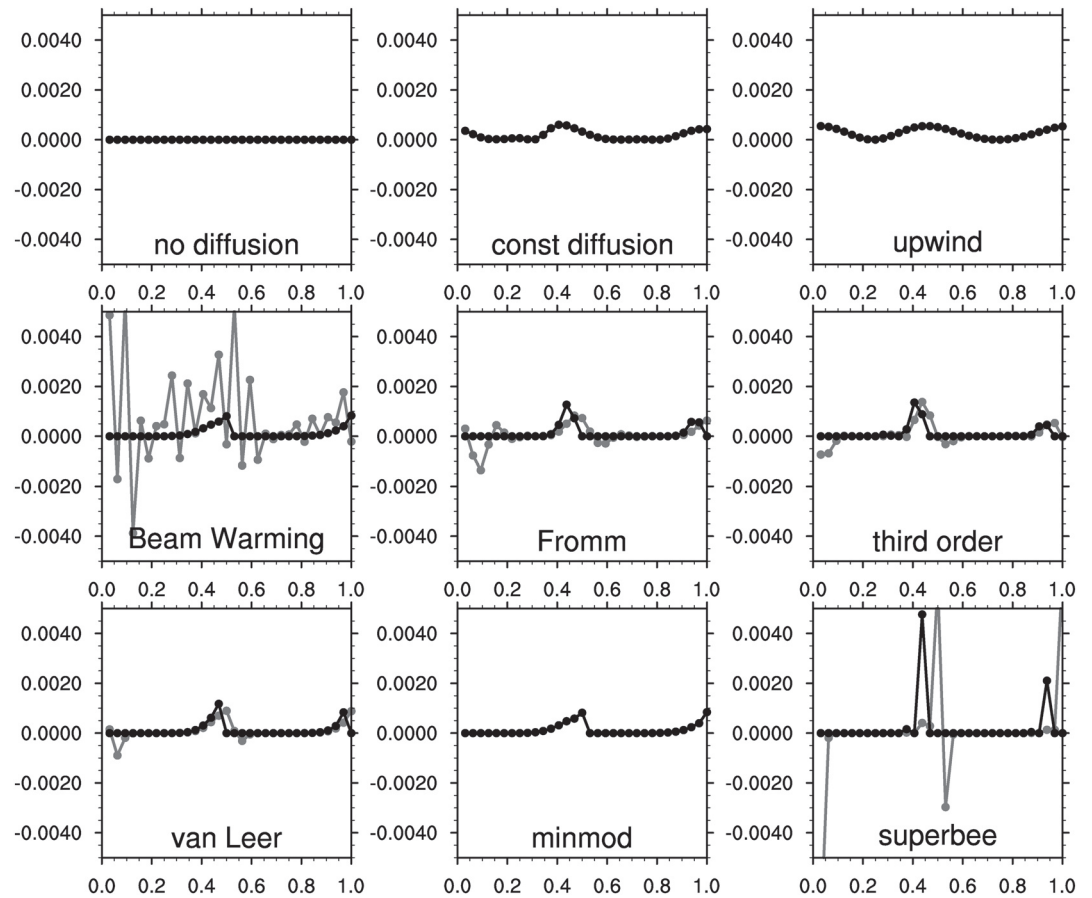 0.0040 0.0040 0.0040
0.0020 0.0020 0.0020
0.0000 0.0000 0.0000
-0.0020 -0.0020 -0.0020
-0.0040 no diffusion -0.0040 const diffusion -0.0040 upwind
0.0 0.2 0.4 0.6 0.8 1.0 0.0 0.2 0.4 0.6 0.8 1.0 0.0 0.2 0.4 0.6 0.8 1.0
0.0040 0.0040 0.0040
0.0020 0.0020 0.0020
0.0000 0.0000 0.0000
-0.0020 -0.0020 -0.0020
-0.0040 Beam Warming -0.0040 Fromm -0.0040 third order
0.0 0.2 0.4 0.6 0.8 1.0 0.0 0.2 0.4 0.6 0.8 1.0 0.0 0.2 0.4 0.6 0.8 1.0
0.0040 0.0040 0.0040
0.0020 0.0020 0.0020
0.0000 0.0000 0.0000
-0.0020 -0.0020 -0.0020
-0.0040 van Leer -0.0040 minmod -0.0040 superbee
0.0 0.2 0.4 0.6 0.8 1.0 0.0 0.2 0.4 0.6 0.8 1.0 0.0 0.2 0.4 0.6 0.8 1.0